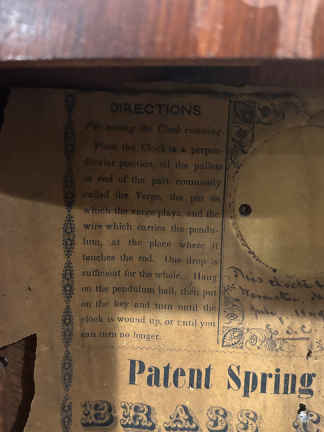 DIRECTIONS
For setting the Clock running
Place the Clock in a perpen-
dicular position, oil the pallets
or end of the part commonly
called the Verge, the pin on
which the verge plays, and the
wire which carries the pendu-
lum, at the place where it
touches the rod. One drop is
sufficient for the whole. Hang
on the pendulum ball, then put
on the key and turn until the
clock is wound up, or until you
can turn no longer.
This clock
July
Patent Spring
BRASS